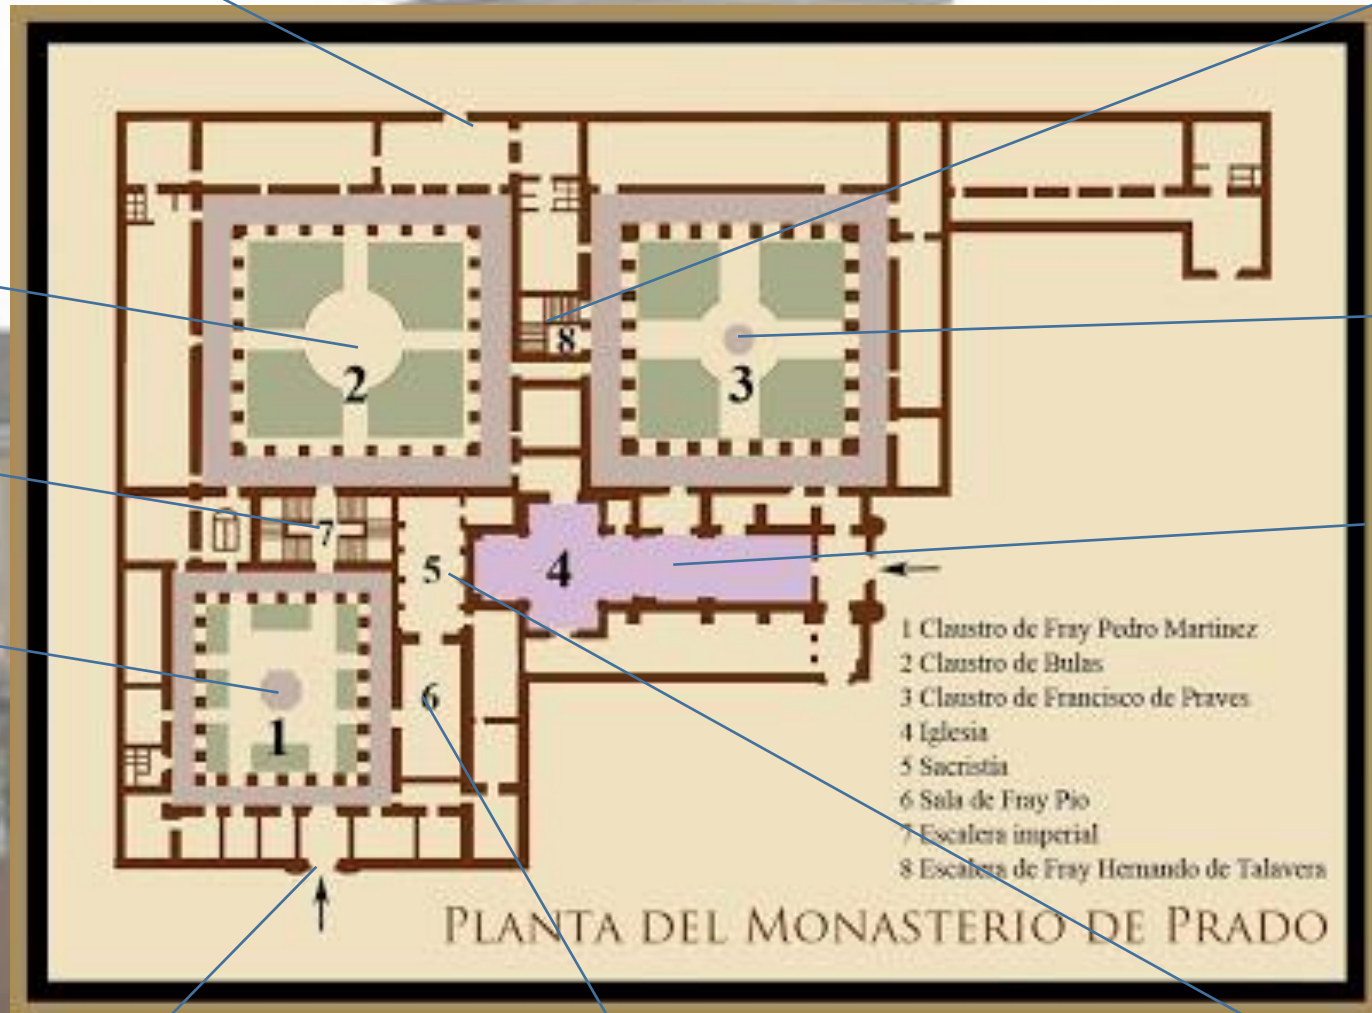 2
8
3
7
5
4
6
1
1 Claustro de Fray Pedro Martinez
2 Claustro de Bulas
3 Claustro de Francisco de Praves
4 Iglesia
5 Sacristia
6 Sala de Fray Pio
7 Escalera imperial
8 Escalera de Fray Hernando de Talavera
PLANTA DEL MONASTERIO DE PRADO